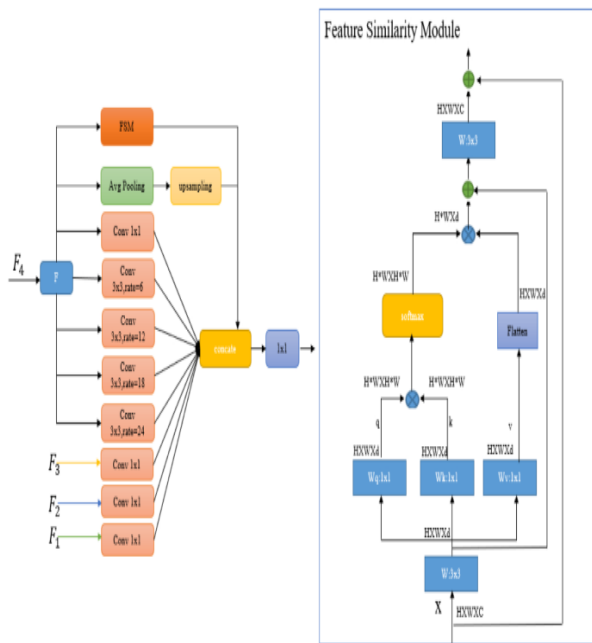 Feature Similarity Module
FSM
Avg Pooling
upsampling
Conv 1x1
F₄
F
Conv
3x3,rate=6
Conv
3x3,rate=12
Conv
3x3,rate=18
Conv
3x3,rate=24
concate
1x1
F₃
Conv 1x1
F₂
Conv 1x1
F₁
Conv 1x1
HXWXC
W:3x3
H*WXd
H*WXH*W
HXWXd
softmax
Flatten
H*WXH*W
H*WXH*W
q
k
v
HXWXd
HXWXd
HXWXd
Wq:1x1
Wk:1x1
Wv:1x1
HXWXd
W:3x3
X
HXWXC